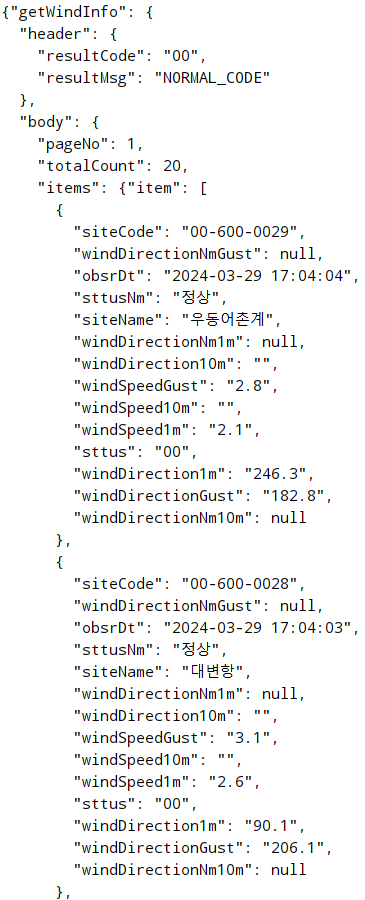 {"getWindInfo": {
"header": {
"resultCode": "00",
"resultMsg": "NORMAL_CODE"
},
"body": {
"pageNo": 1,
"totalCount": 20,
"items": {"item": [
{
"siteCode": "00-600-0029",
"windDirectionNmGust": null,
"obsrDt": "2024-03-29 17:04:04",
"sttusNm": "정상",
"siteName": "우동어촌계",
"windDirectionNm1m": null,
"windDirection10m": "",
"windSpeedGust": "2.8",
"windSpeed10m": "",
"windSpeed1m": "2.1",
"sttus": "00",
"windDirection1m": "246.3",
"windDirectionGust": "182.8",
"windDirectionNm10m": null
},
{
"siteCode": "00-600-0028",
"windDirectionNmGust": null,
"obsrDt": "2024-03-29 17:04:03",
"sttusNm": "정상",
"siteName": "대변항",
"windDirectionNm1m": null,
"windDirection10m": "",
"windSpeedGust": "3.1",
"windSpeed10m": "",
"windSpeed1m": "2.6",
"sttus": "00",
"windDirection1m": "90.1",
"windDirectionGust": "206.1",
"windDirectionNm10m": null
},